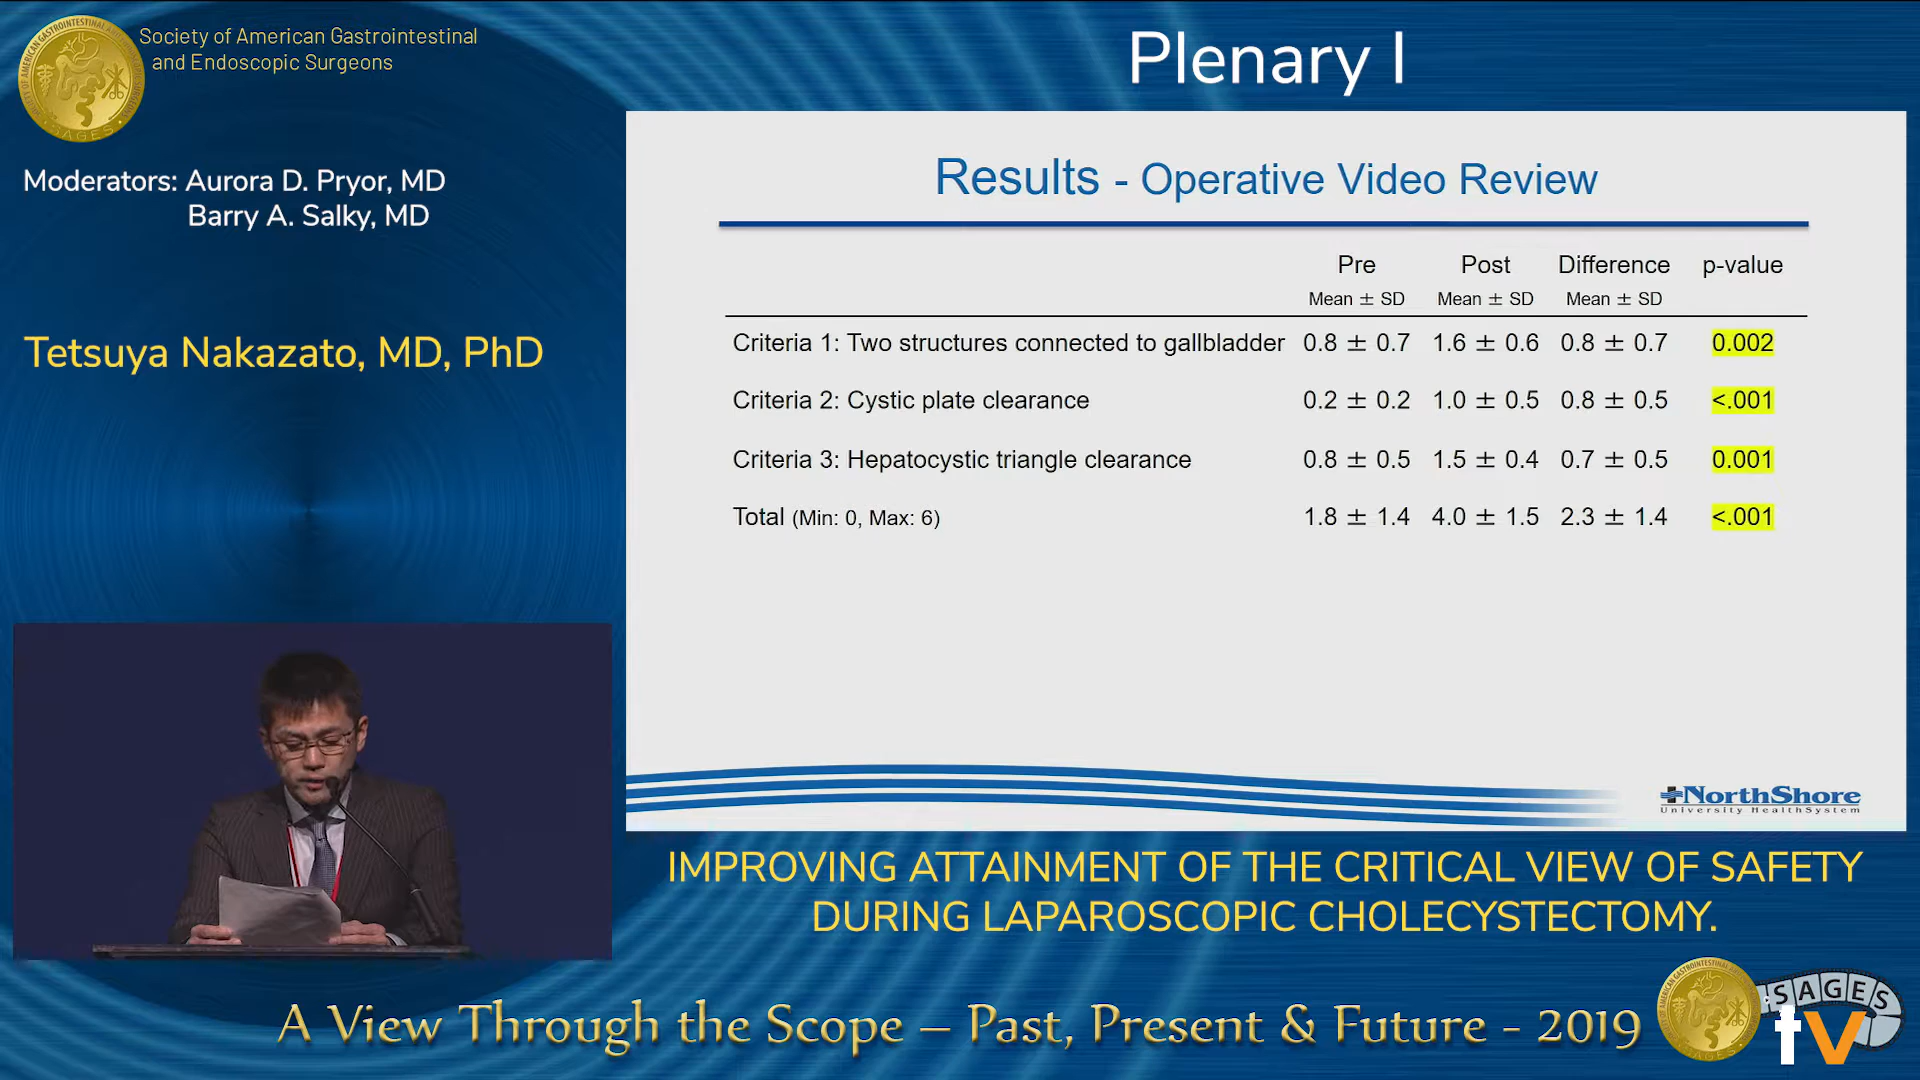 Society of American Gastrointestinal
and Endoscopic Surgeons
Plenary I
Moderators: Aurora D. Pryor, MD
Barry A. Salky, MD
Tetsuya Nakazato, MD, PhD
Results - Operative Video Review
Pre Post Difference p-value
Mean ± SD Mean ± SD Mean ± SD
Criteria 1: Two structures connected to gallbladder 0.8 ± 0.7 1.6 ± 0.6 0.8 ± 0.7 0.002
Criteria 2: Cystic plate clearance 0.2 ± 0.2 1.0 ± 0.5 0.8 ± 0.5 <.001
Criteria 3: Hepatocystic triangle clearance 0.8 ± 0.5 1.5 ± 0.4 0.7 ± 0.5 0.001
Total (Min: 0, Max: 6) 1.8 ± 1.4 4.0 ± 1.5 2.3 ± 1.4 <.001
NorthShore
University HealthSystem
IMPROVING ATTAINMENT OF THE CRITICAL VIEW OF SAFETY
DURING LAPAROSCOPIC CHOLECYSTECTOMY.
A View Through the Scope – Past, Present & Future - 2019
SAGES
tv